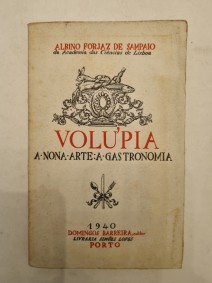 ALBINO FORJAZ DE SAMPAIO
da Academia das Ciências de Lisboa
VOLÚPIA
A·NONA·ARTE:A·GASTRONOMIA
1940
DOMINGOS BARREIRA, editor
LIVRARIA SIMÕES LOPES
PORTO